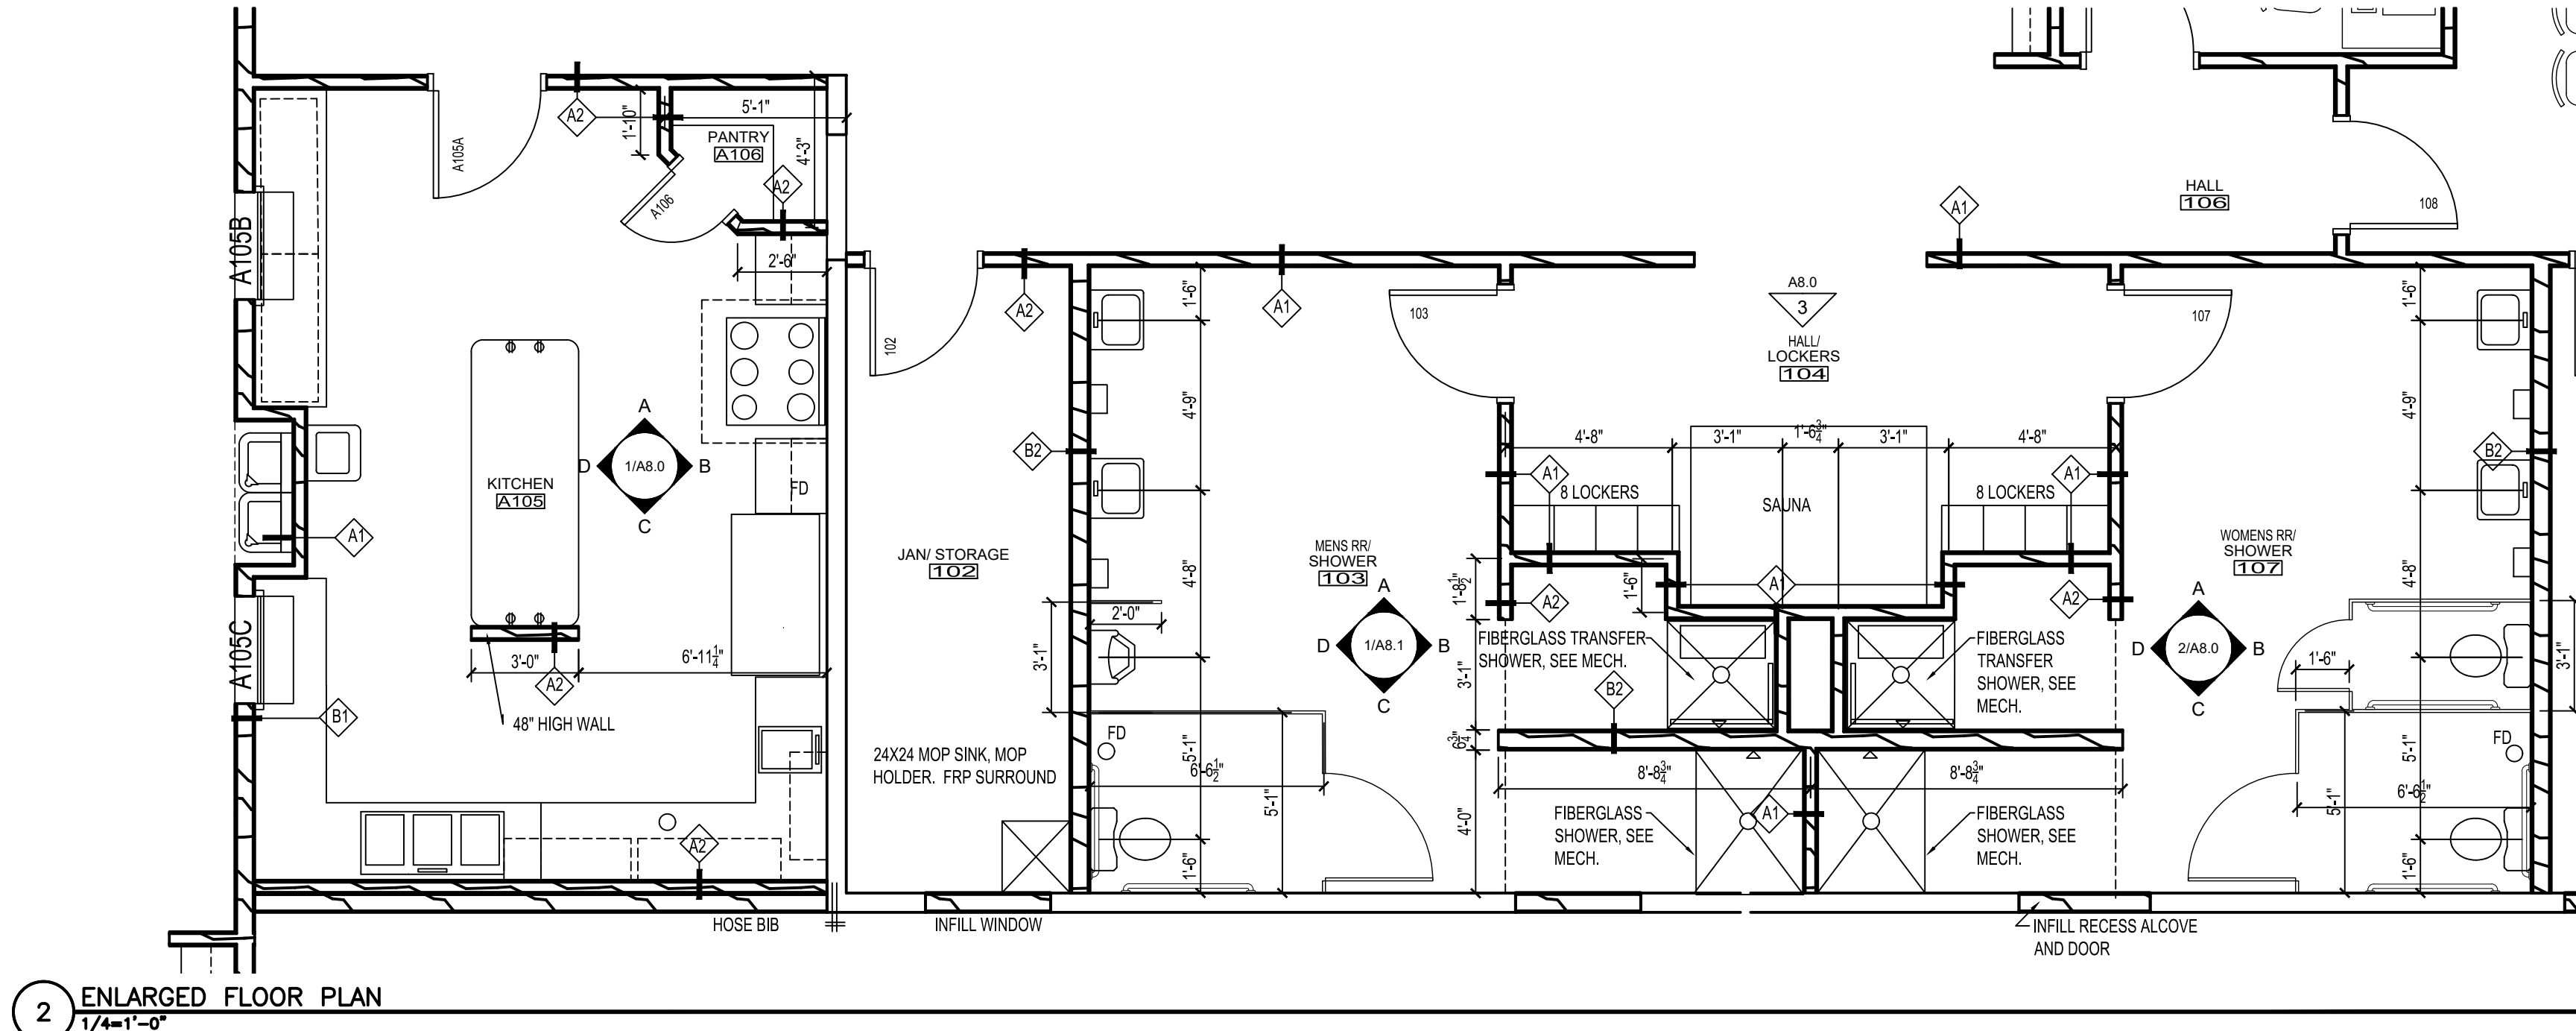 A105A
A2
1'-10"
5'-1"
PANTRY
A106
4'-3"
A2
A106
A105B
2'-6"
A
D
1/A8.0
B
C
KITCHEN
A105
FD
A1
A105C
3'-0"
6'-11 1/4"
A2
B1
48" HIGH WALL
A2
HOSE BIB
102
A2
JAN/ STORAGE
102
B2
24X24 MOP SINK, MOP
HOLDER.  FRP SURROUND
INFILL WINDOW
1'-6"
4'-9"
4'-8"
5'-1"
1'-6"
A1
103
2'-0"
3'-1"
MENS RR/
SHOWER
103
A
D
1/A8.1
B
C
FD
6'-6 1/2"
5'-1"
A8.0
3
HALL/
LOCKERS
104
A1
HALL
106
108
107
4'-8"
3'-1"
1'-6 3/4"
3'-1"
4'-8"
A1
A1
8 LOCKERS
SAUNA
8 LOCKERS
1'-8 1/2"
1'-6"
A1
A2
A2
3'-1"
FIBERGLASS TRANSFER
SHOWER, SEE MECH.
FIBERGLASS
TRANSFER
SHOWER, SEE
MECH.
B2
6 3/4"
8'-8 3/4"
8'-8 3/4"
4'-0"
FIBERGLASS
SHOWER, SEE
MECH.
A1
FIBERGLASS
SHOWER, SEE
MECH.
WOMENS RR/
SHOWER
107
A
D
2/A8.0
B
C
1'-6"
4'-9"
B2
4'-8"
1'-6"
3'-1"
FD
5'-1"
6'-6 1/2"
5'-1"
1'-6"
INFILL RECESS ALCOVE
AND DOOR
2
ENLARGED FLOOR PLAN
1/4=1'-0"